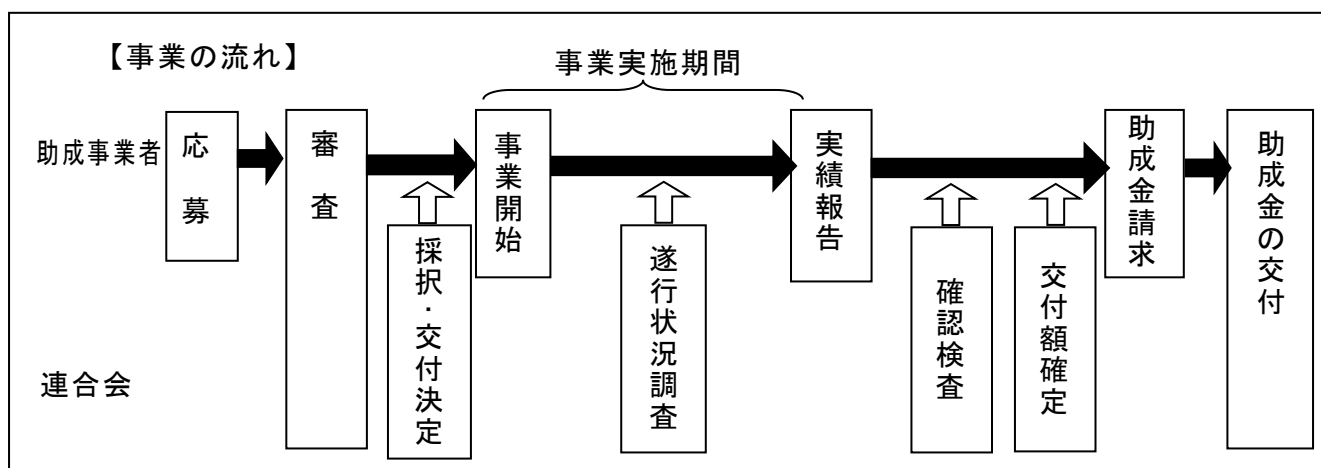 【事業の流れ】
事業実施期間
助成事業者
応募
審査
採択・交付決定
事業開始
遂行状況調査
実績報告
確認検査
交付額確定
助成金請求
助成金の交付
連合会